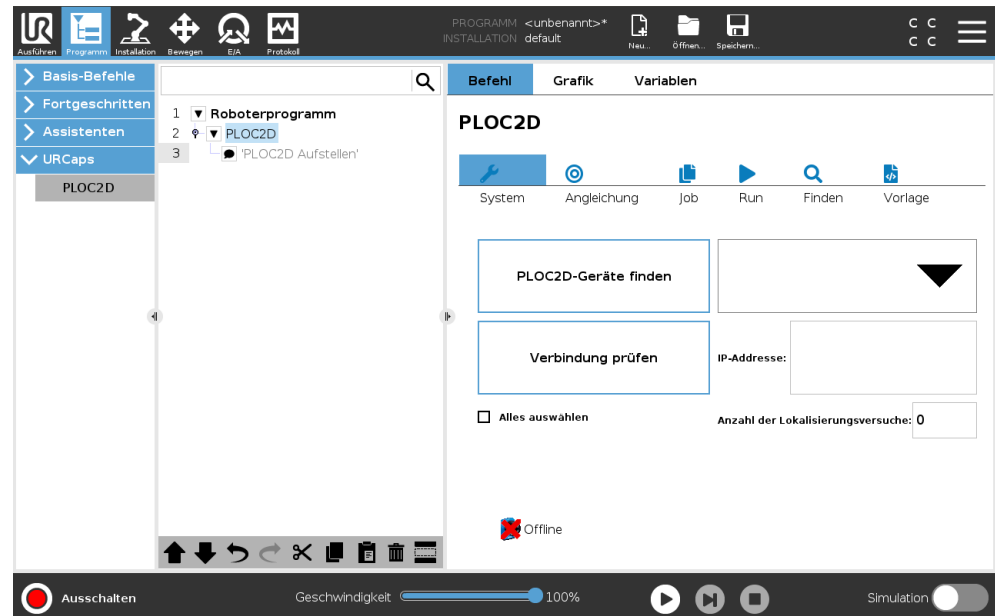 PROGRAMM <unbenannt>*
INSTALLATION default
Ausführen Programm Installation Bewegen E/A Protokoll Neu... Öffnen... Speichern...
C C
C C
Basis-Befehle
Fortgeschritten
Assistenten
URCaps
PLOC2D
1 Roboterprogramm
2 PLOC2D
3 'PLOC2D Aufstellen'
Befehl Grafik Variablen
PLOC2D
System Angleichung Job Run Finden Vorlage
PLOC2D-Geräte finden
Verbindung prüfen IP-Addresse:
Alles auswählen Anzahl der Lokalisierungsversuche: 0
Offline
Ausschalten Geschwindigkeit 100% Simulation